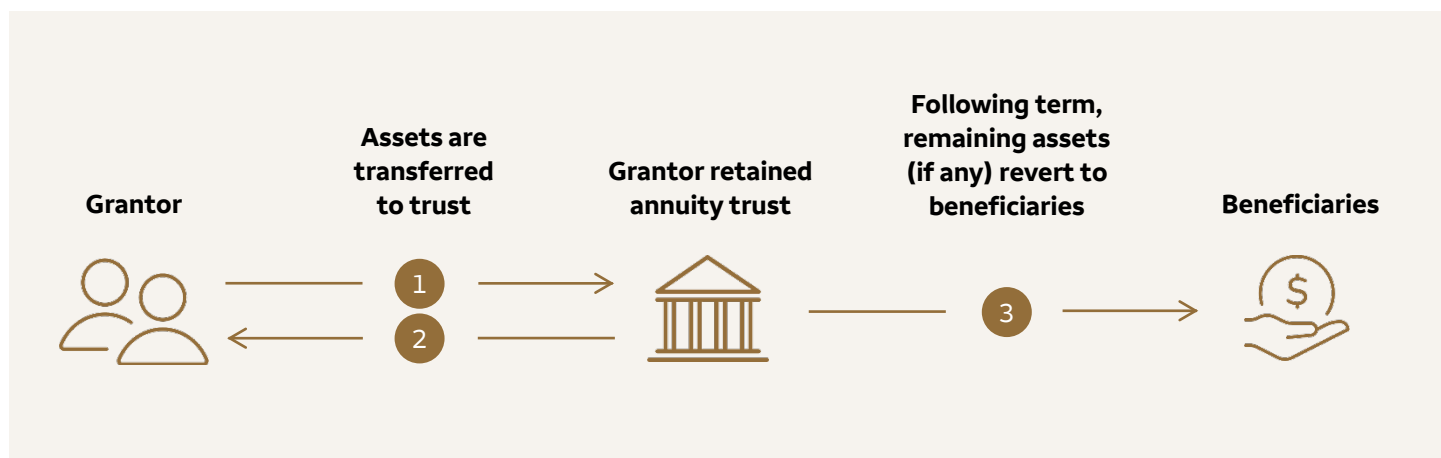 Grantor
Assets are
transferred
to trust
Grantor retained
annuity trust
Following term,
remaining assets
(if any) revert to
beneficiaries
Beneficiaries
1
2
3
$